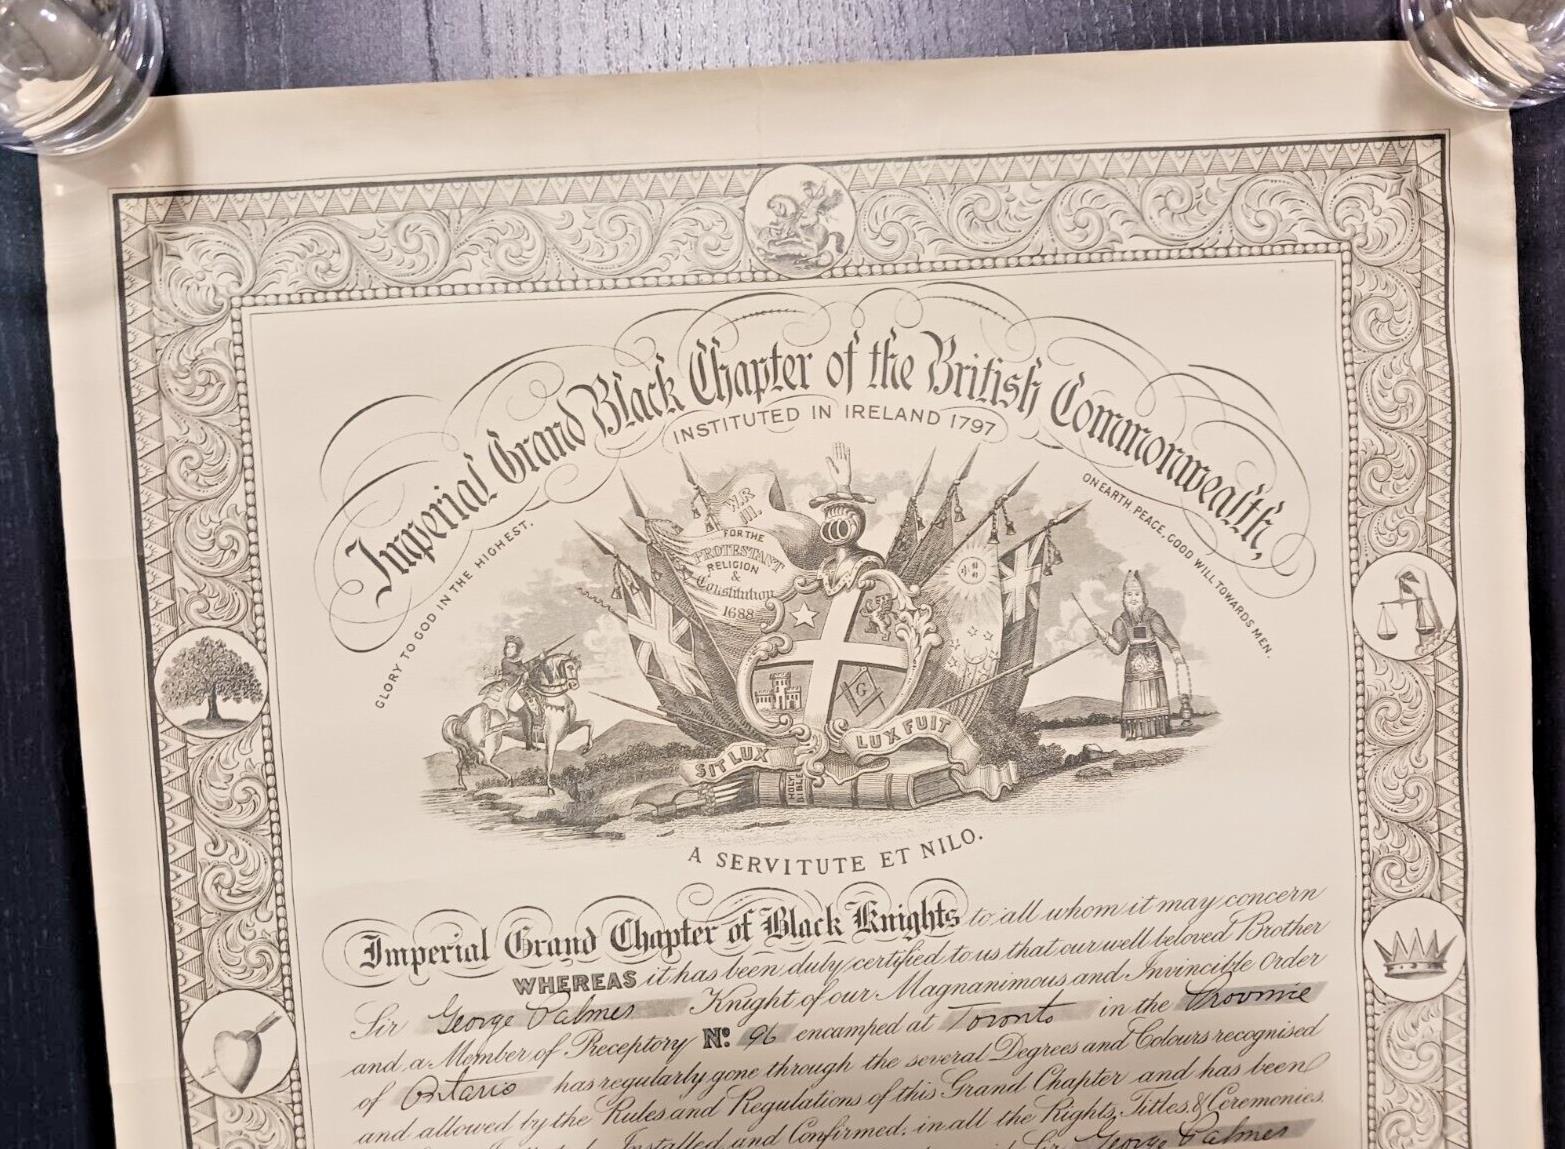 Imperial Grand Black Chapter of the British Commonwealth,
INSTITUTED IN IRELAND 1797
GLORY TO GOD IN THE HIGHEST.
ON EARTH, PEACE, GOOD WILL TOWARDS MEN.
W.R
III.
FOR THE
PROTESTANT
RELIGION
&
Constitution
1688
G
SIT LUX
LUX FUIT
HOLY
BIBLE
A SERVITUTE ET NILO.
Imperial Grand Chapter of Black Knights to all whom it may concern
WHEREAS it has been duly certified to us that our well beloved Brother
Sir George Palmer Knight of our Magnanimous and Invincible Order
and a Member of Preceptory No. 96 encamped at Toronto in the Province
of Ontario has regularly gone through the several Degrees and Colours recognised
and allowed by the Rules and Regulations of this Grand Chapter and has been
Installed and Confirmed, in all the Rights, Titles & Ceremonies
Sir George Palmer